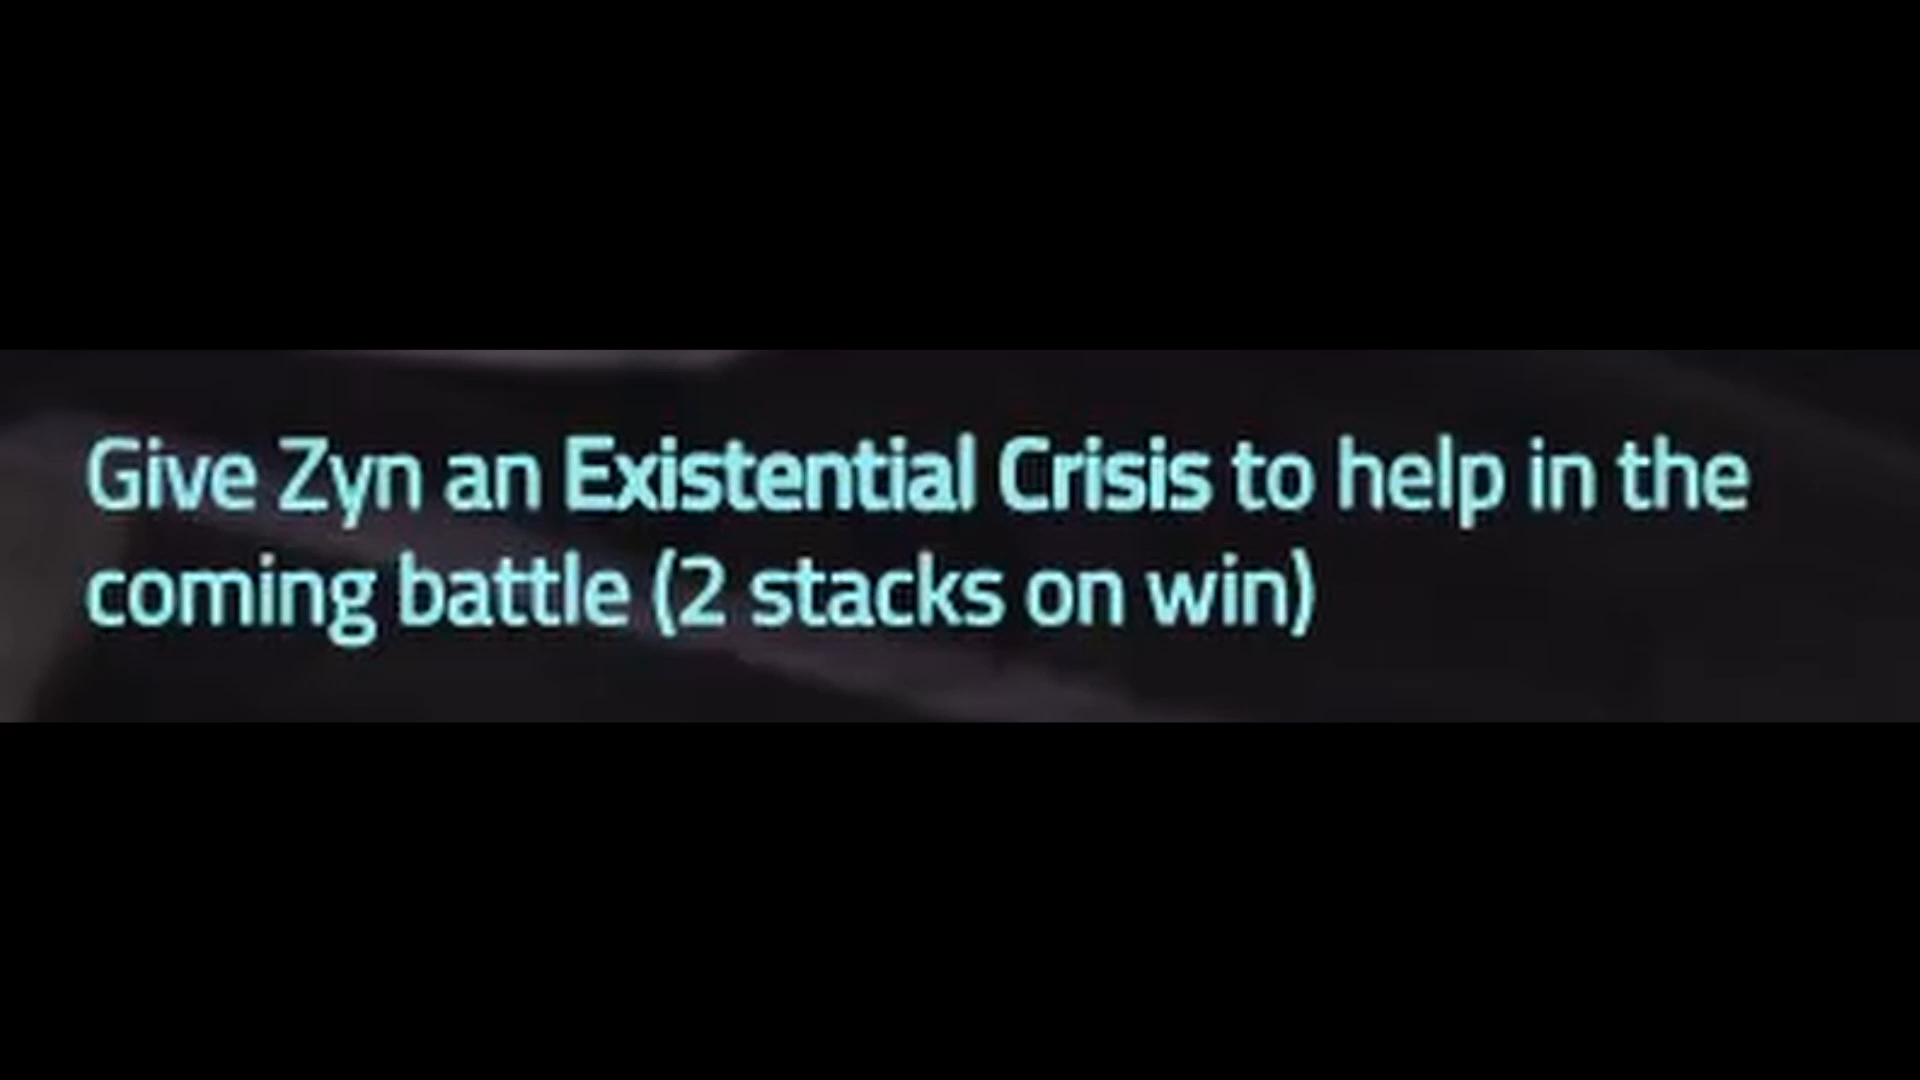 Give Zyn an Existential Crisis to help in the
coming battle (2 stacks on win)